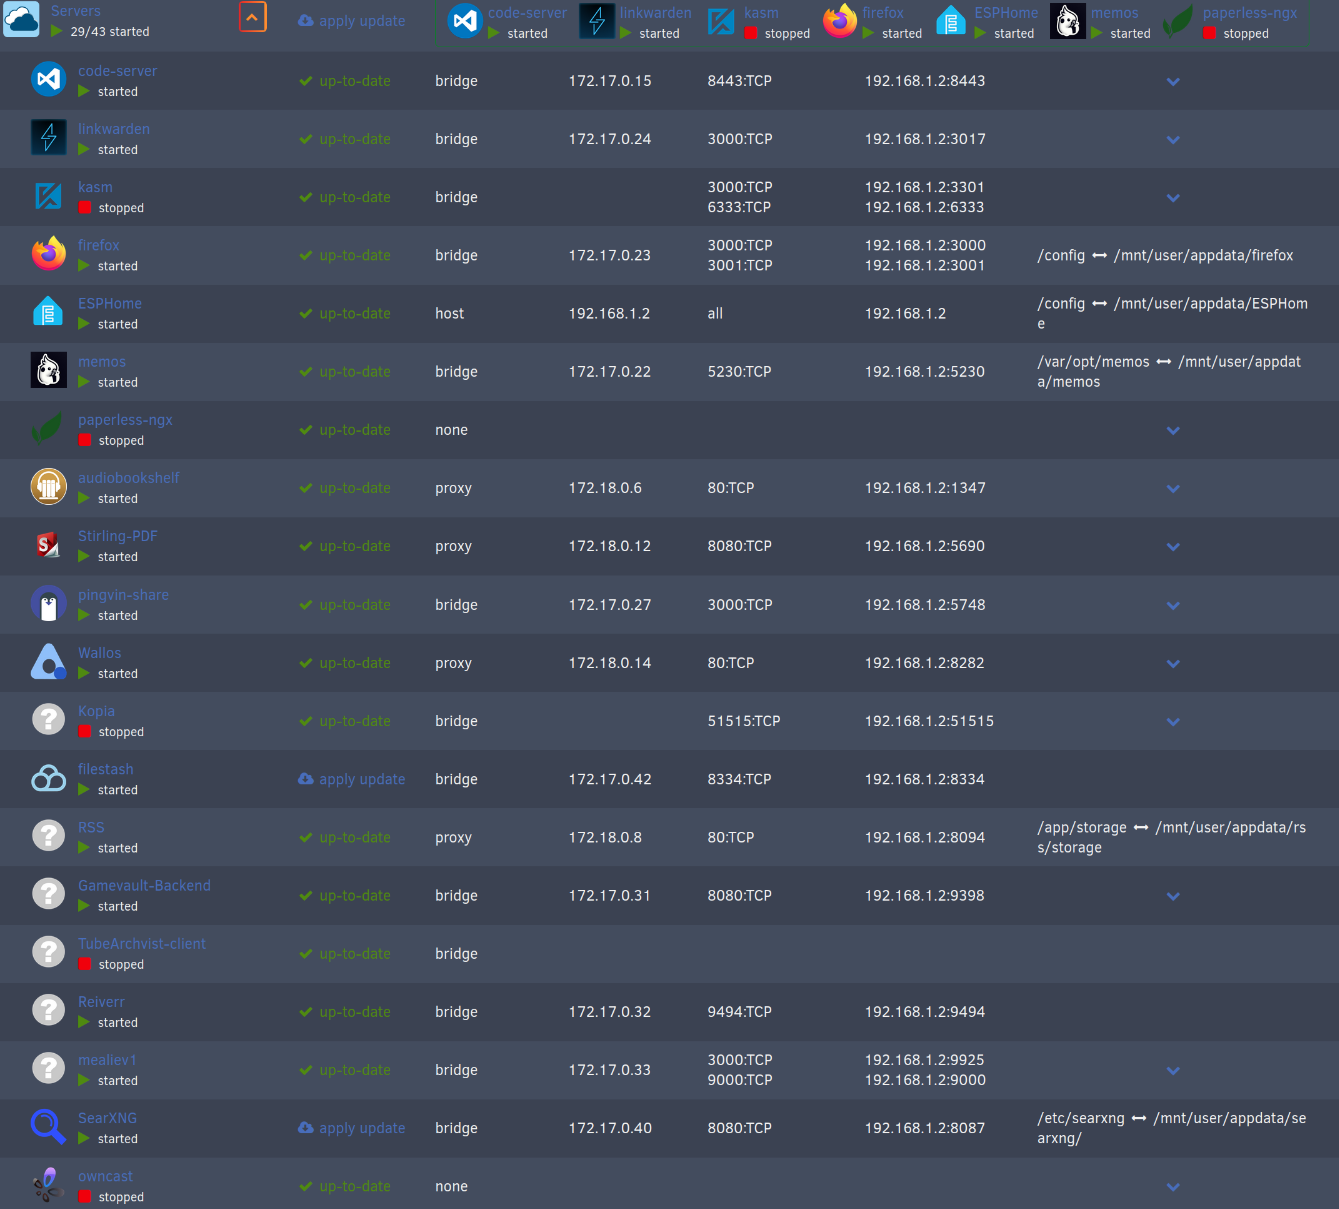 Servers apply update code-server linkwarden kasm firefox ESPHome memos paperless-ngx
29/43 started started started stopped started started started stopped
code-server
started up-to-date bridge 172.17.0.15 8443:TCP 192.168.1.2:8443
linkwarden
started up-to-date bridge 172.17.0.24 3000:TCP 192.168.1.2:3017
kasm
stopped up-to-date bridge 3000:TCP 192.168.1.2:3301
6333:TCP 192.168.1.2:6333
firefox
started up-to-date bridge 172.17.0.23 3000:TCP 192.168.1.2:3000 /config ↔ /mnt/user/appdata/firefox
3001:TCP 192.168.1.2:3001
ESPHome
started up-to-date host 192.168.1.2 all 192.168.1.2 /config ↔ /mnt/user/appdata/ESPHom
e
memos
started up-to-date bridge 172.17.0.22 5230:TCP 192.168.1.2:5230 /var/opt/memos ↔ /mnt/user/appdat
a/memos
paperless-ngx
stopped up-to-date none
audiobookshelf
started up-to-date proxy 172.18.0.6 80:TCP 192.168.1.2:1347
Stirling-PDF
started up-to-date proxy 172.18.0.12 8080:TCP 192.168.1.2:5690
pingvin-share
started up-to-date bridge 172.17.0.27 3000:TCP 192.168.1.2:5748
Wallos
started up-to-date proxy 172.18.0.14 80:TCP 192.168.1.2:8282
Kopia
stopped up-to-date bridge 51515:TCP 192.168.1.2:51515
filestash
started apply update bridge 172.17.0.42 8334:TCP 192.168.1.2:8334
RSS
started up-to-date proxy 172.18.0.8 80:TCP 192.168.1.2:8094 /app/storage ↔ /mnt/user/appdata/rs
s/storage
Gamevault-Backend
started up-to-date bridge 172.17.0.31 8080:TCP 192.168.1.2:9398
TubeArchvist-client
stopped up-to-date bridge
Reiverr
started up-to-date bridge 172.17.0.32 9494:TCP 192.168.1.2:9494
mealiev1
started up-to-date bridge 172.17.0.33 3000:TCP 192.168.1.2:9925
9000:TCP 192.168.1.2:9000
SearXNG
started apply update bridge 172.17.0.40 8080:TCP 192.168.1.2:8087 /etc/searxng ↔ /mnt/user/appdata/se
arxng/
owncast
stopped up-to-date none